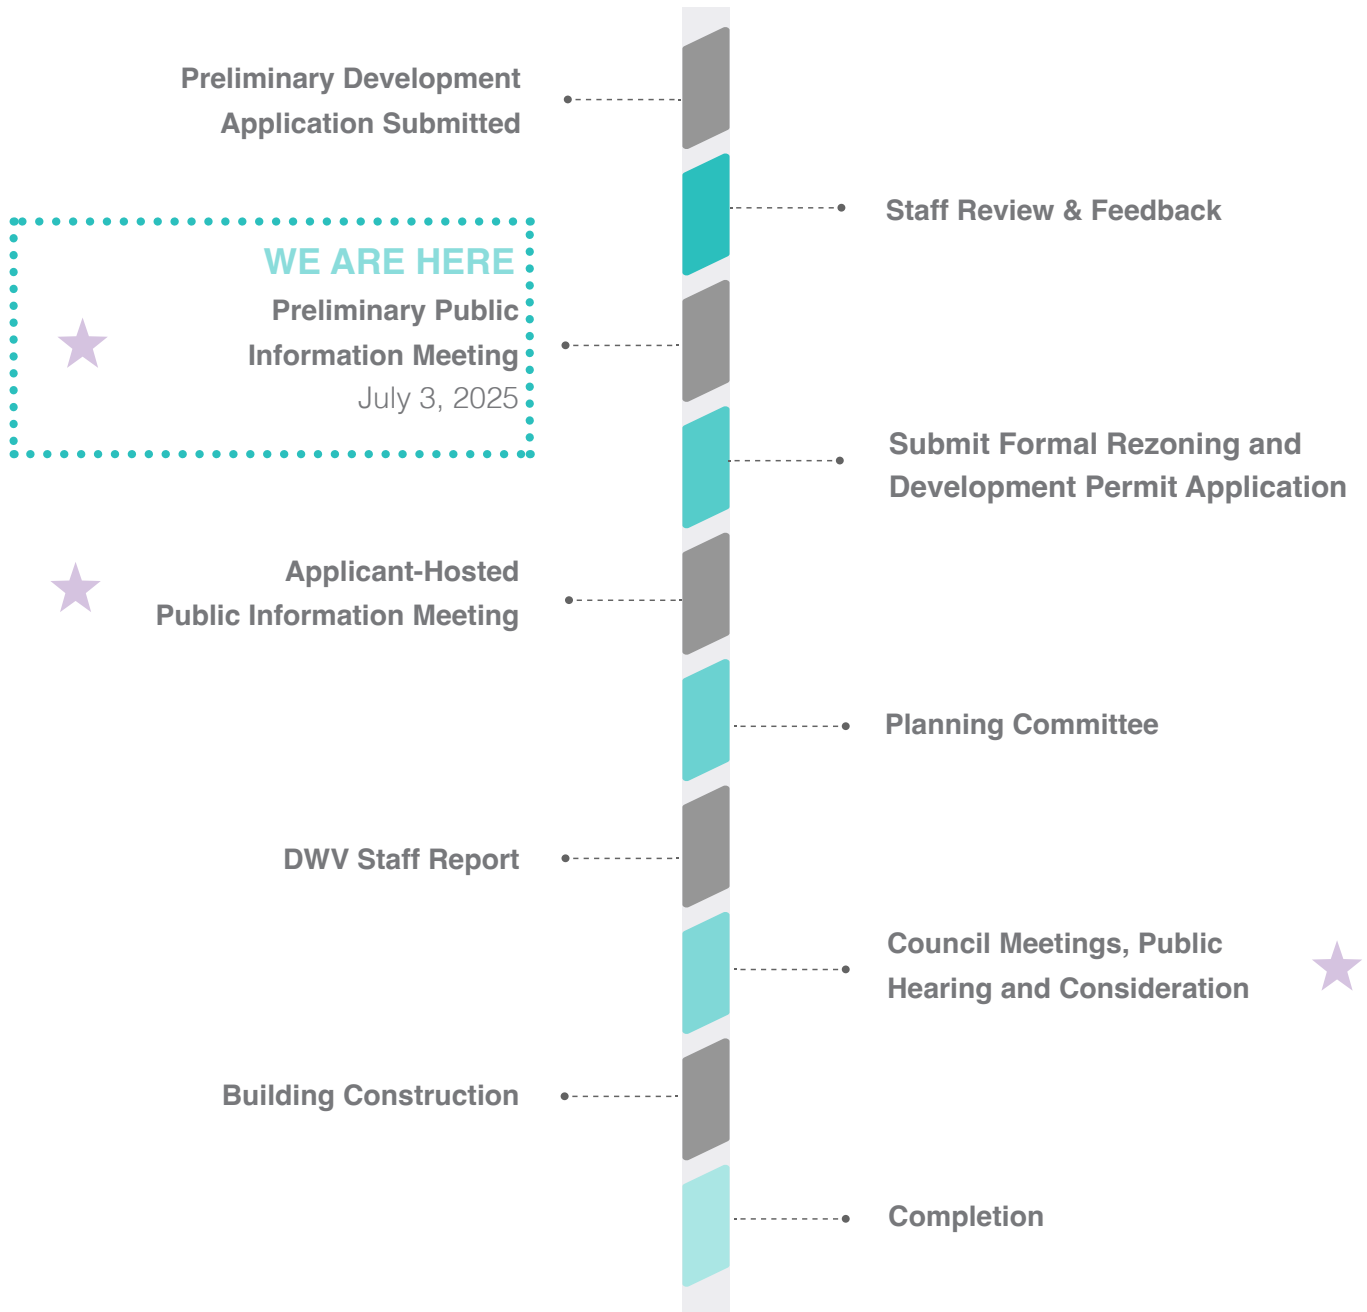 Preliminary Development
Application Submitted
Staff Review & Feedback
WE ARE HERE
Preliminary Public
Information Meeting
July 3, 2025
Submit Formal Rezoning and
Development Permit Application
Applicant-Hosted
Public Information Meeting
Planning Committee
DWV Staff Report
Council Meetings, Public
Hearing and Consideration
Building Construction
Completion